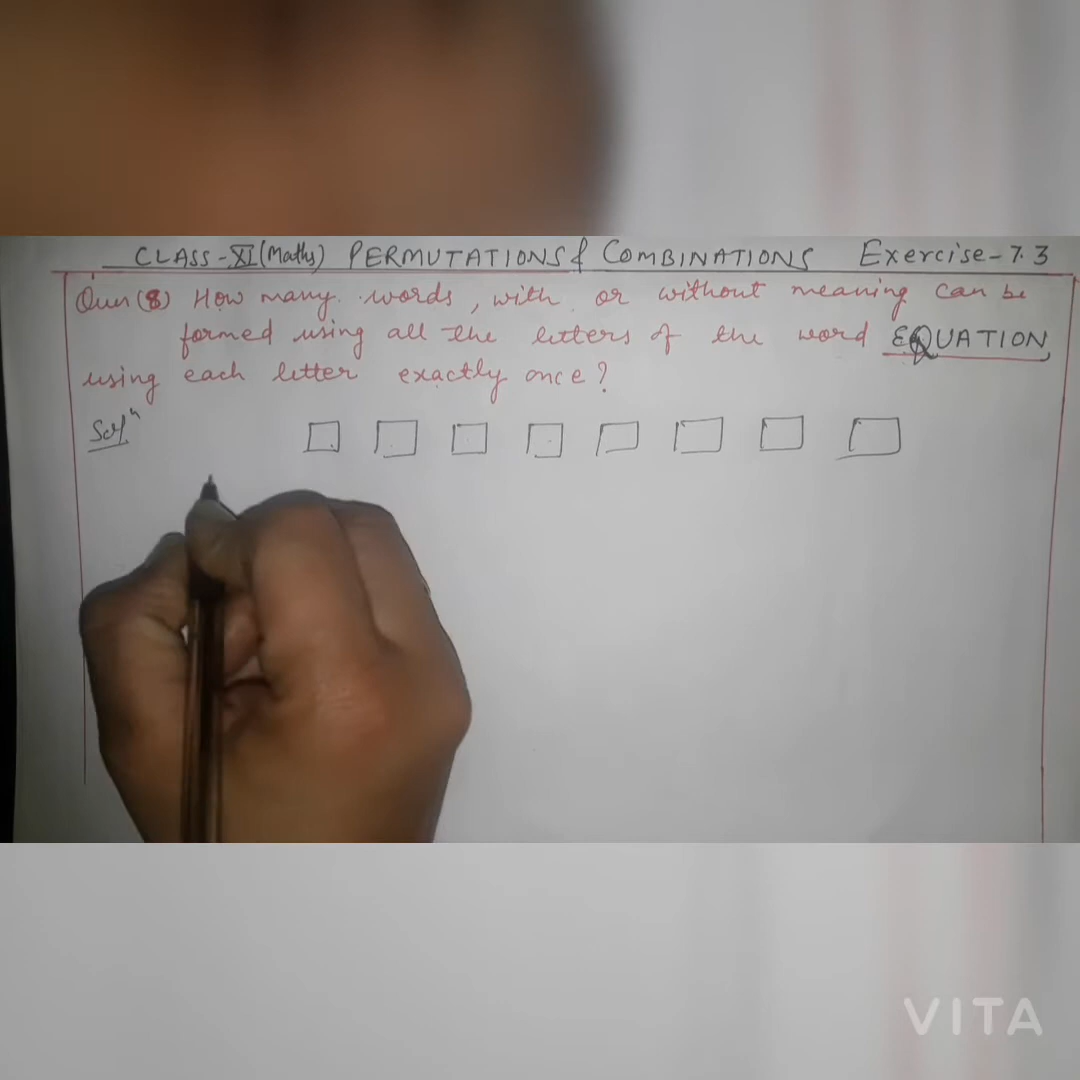 CLASS-XI (Maths) PERMUTATIONS & COMBINATIONS Exercise-7.3
Ques (8) How many words, with or without meaning can be
formed using all the letters of the word EQUATION,
using each letter exactly once?
Solⁿ
VITA